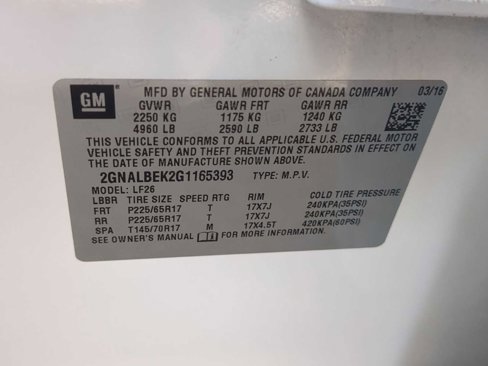 GM
MFD BY GENERAL MOTORS OF CANADA COMPANY 03/16
GVWR GAWR FRT GAWR RR
2250 KG 1175 KG 1240 KG
4960 LB 2590 LB 2733 LB
THIS VEHICLE CONFORMS TO ALL APPLICABLE U.S. FEDERAL MOTOR
VEHICLE SAFETY AND THEFT PREVENTION STANDARDS IN EFFECT ON
THE DATE OF MANUFACTURE SHOWN ABOVE.
2GNALBEK2G1165393 TYPE: M.P.V.
MODEL: LF26
LBBR TIRE SIZE SPEED RTG RIM COLD TIRE PRESSURE
FRT P225/65R17 T 17X7J 240KPA(35PSI)
RR P225/65R17 T 17X7J 240KPA(35PSI)
SPA T145/70R17 M 17X4.5T 420KPA(60PSI)
SEE OWNER'S MANUAL FOR MORE INFORMATION.